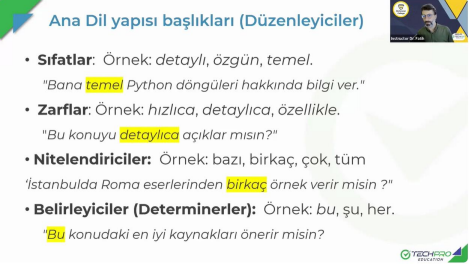 Ana Dil yapısı başlıkları (Düzenleyiciler)
Instructor Dr Fatih
• Sıfatlar: Örnek: detaylı, özgün, temel.
"Bana temel Python döngüleri hakkında bilgi ver."
• Zarflar: Örnek: hızlıca, detaylıca, özellikle.
"Bu konuyu detaylıca açıklar mısın?"
• Nitelendiriciler: Örnek: bazı, birkaç, çok, tüm
'İstanbulda Roma eserlerinden birkaç örnek verir misin ?"
• Belirleyiciler (Determinerler): Örnek: bu, şu, her.
"Bu konudaki en iyi kaynakları önerir misin?
TECHPRO
EDUCATION